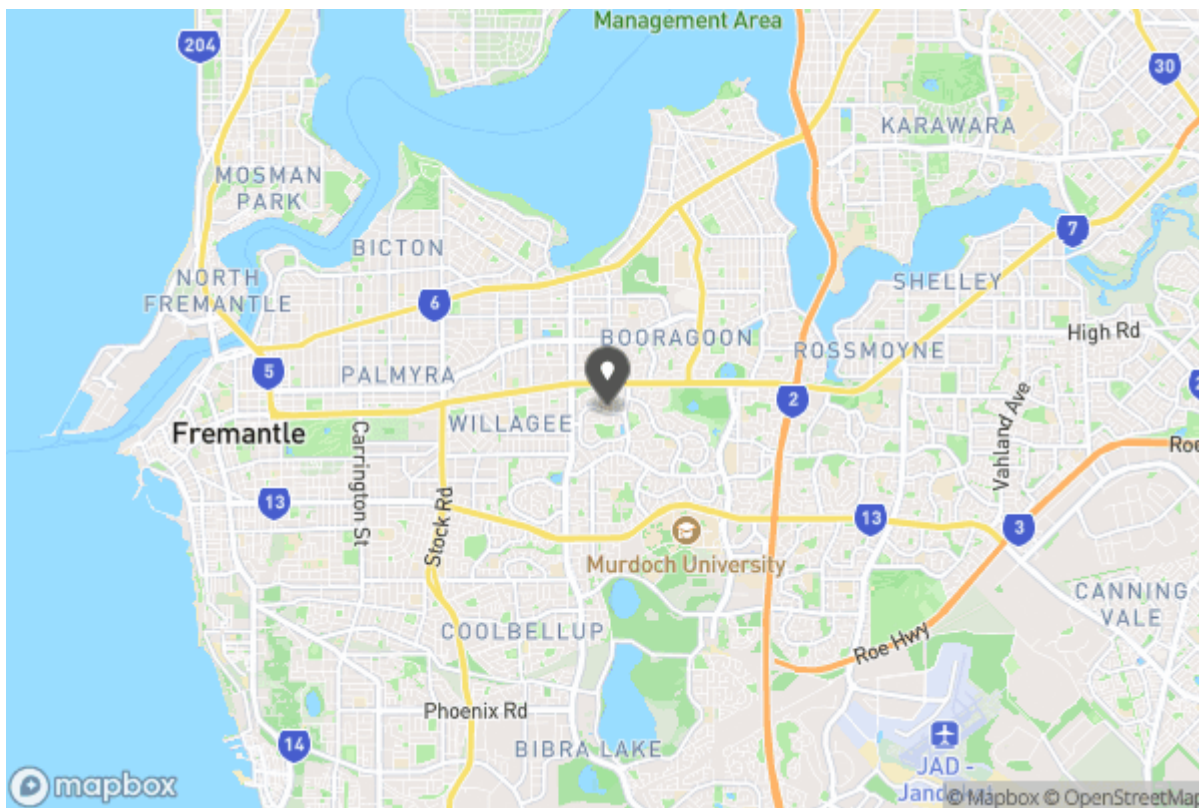 Management Area
204
30
KARAWARA
MOSMAN
PARK
7
BICTON
NORTH
FREMANTLE
SHELLEY
6
High Rd
BOORAGOON
ROSSMOYNE
5
PALMYRA
2
Vahland Ave
WILLAGEE
Fremantle
Carrington St
Roe
13
Stock Rd
13
3
Murdoch University
CANNING
VALE
COOLBELLUP
Roe Hwy
Phoenix Rd
14
BIBRA LAKE
JAD -
mapbox
© Mapbox © OpenStreetMap